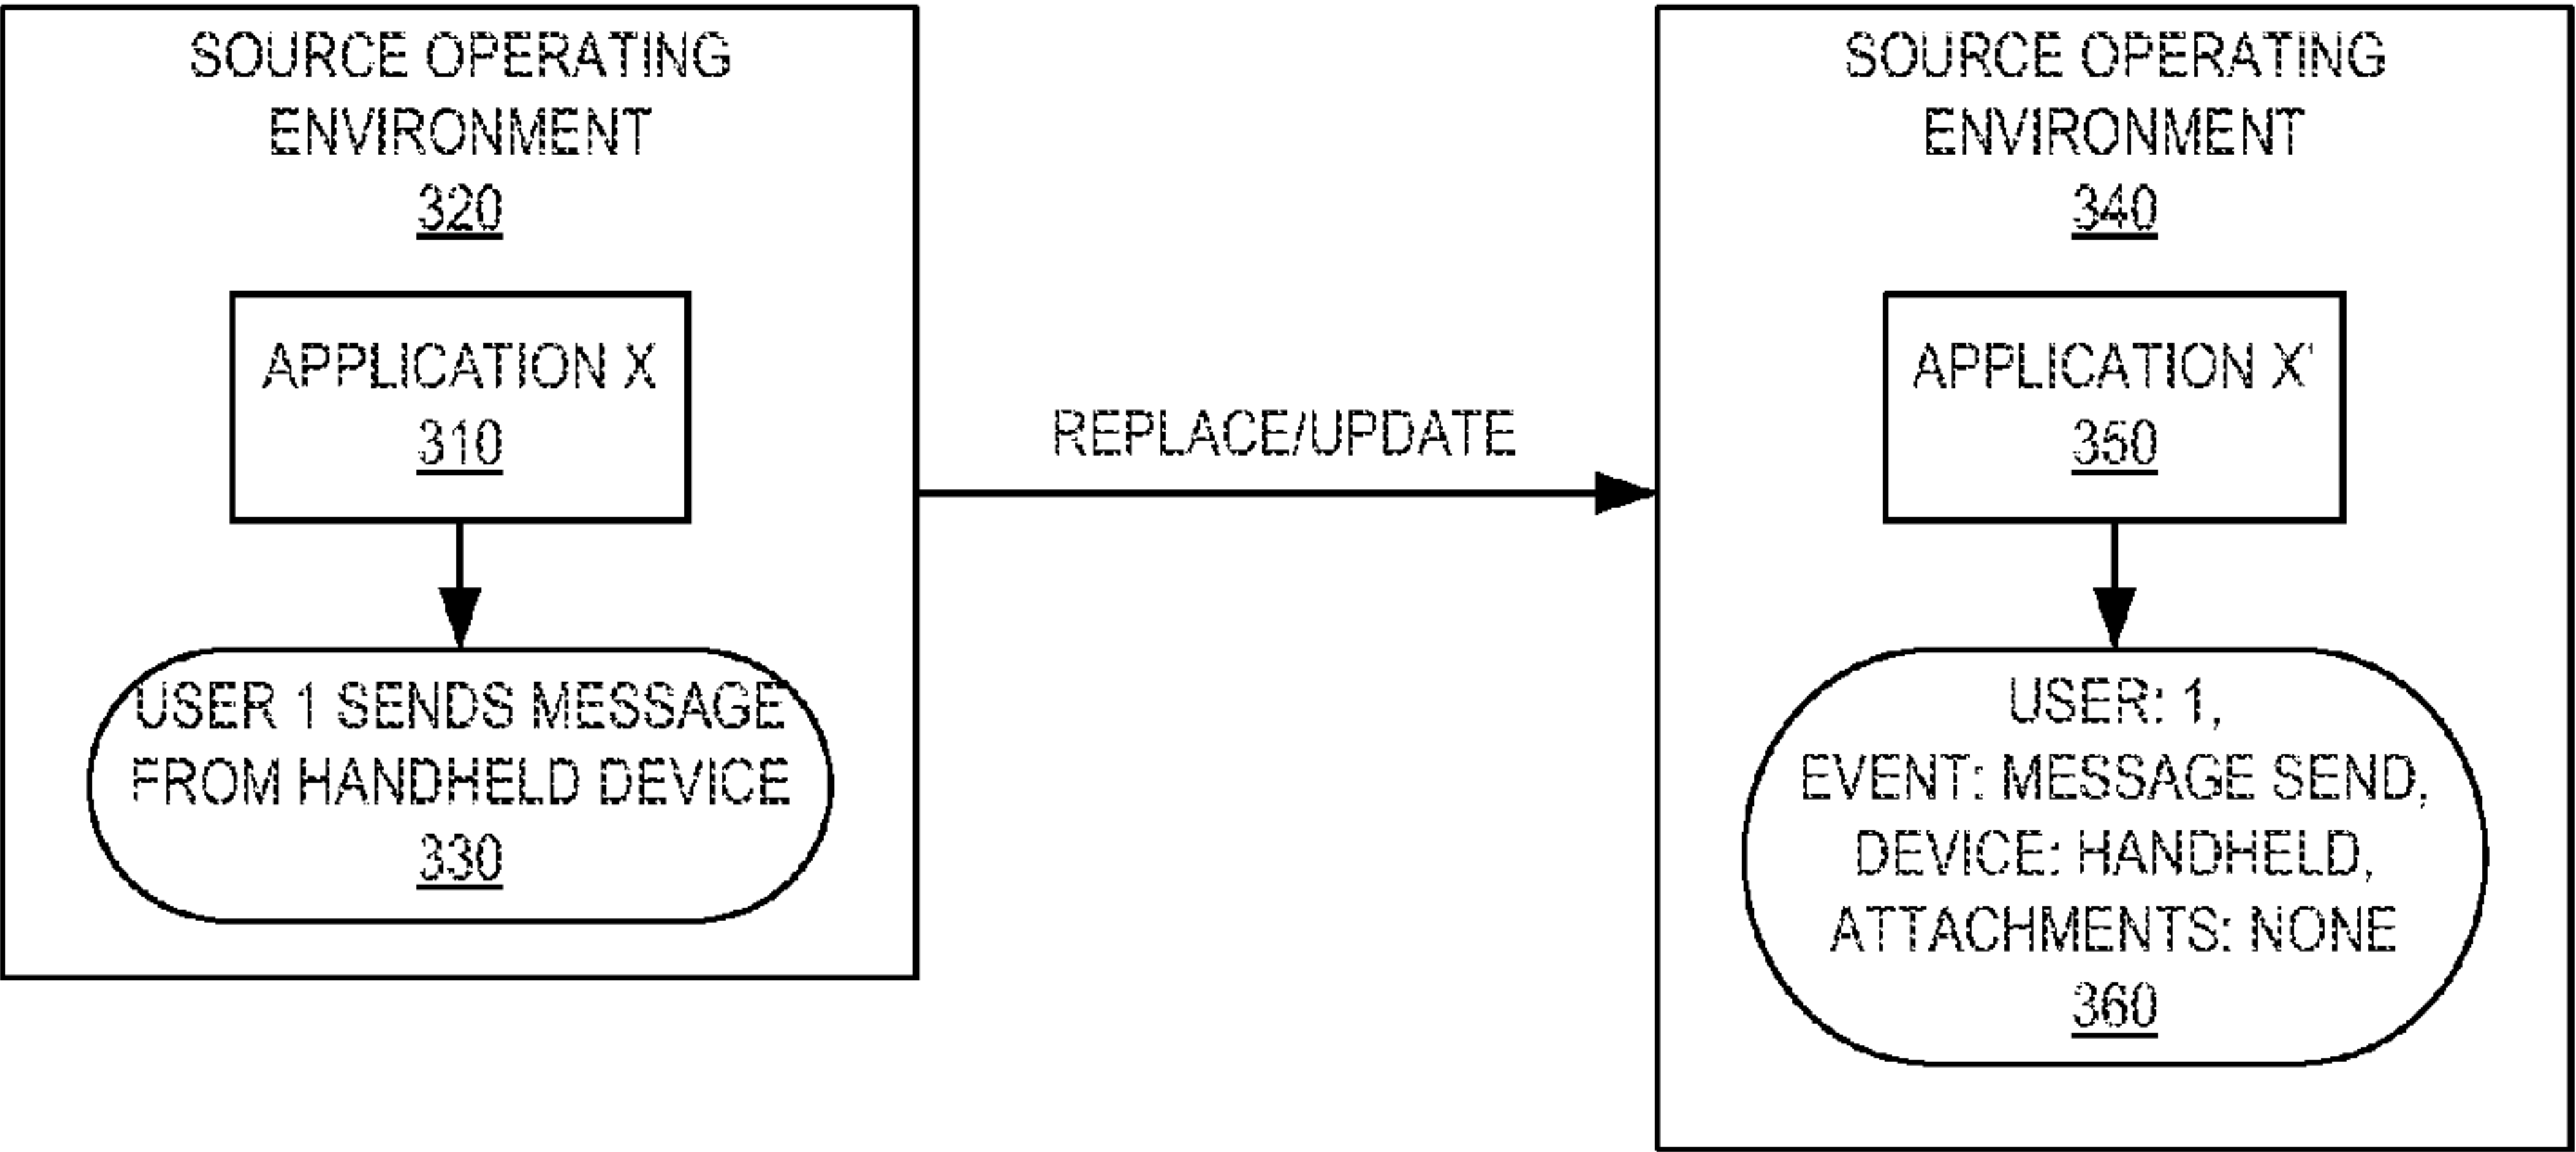 SOURCE OPERATING
ENVIRONMENT
320
APPLICATION X
310
USER 1 SENDS MESSAGE
FROM HANDHELD DEVICE
330
REPLACE/UPDATE
SOURCE OPERATING
ENVIRONMENT
340
APPLICATION X'
350
USER: 1,
EVENT: MESSAGE SEND,
DEVICE: HANDHELD,
ATTACHMENTS: NONE
360